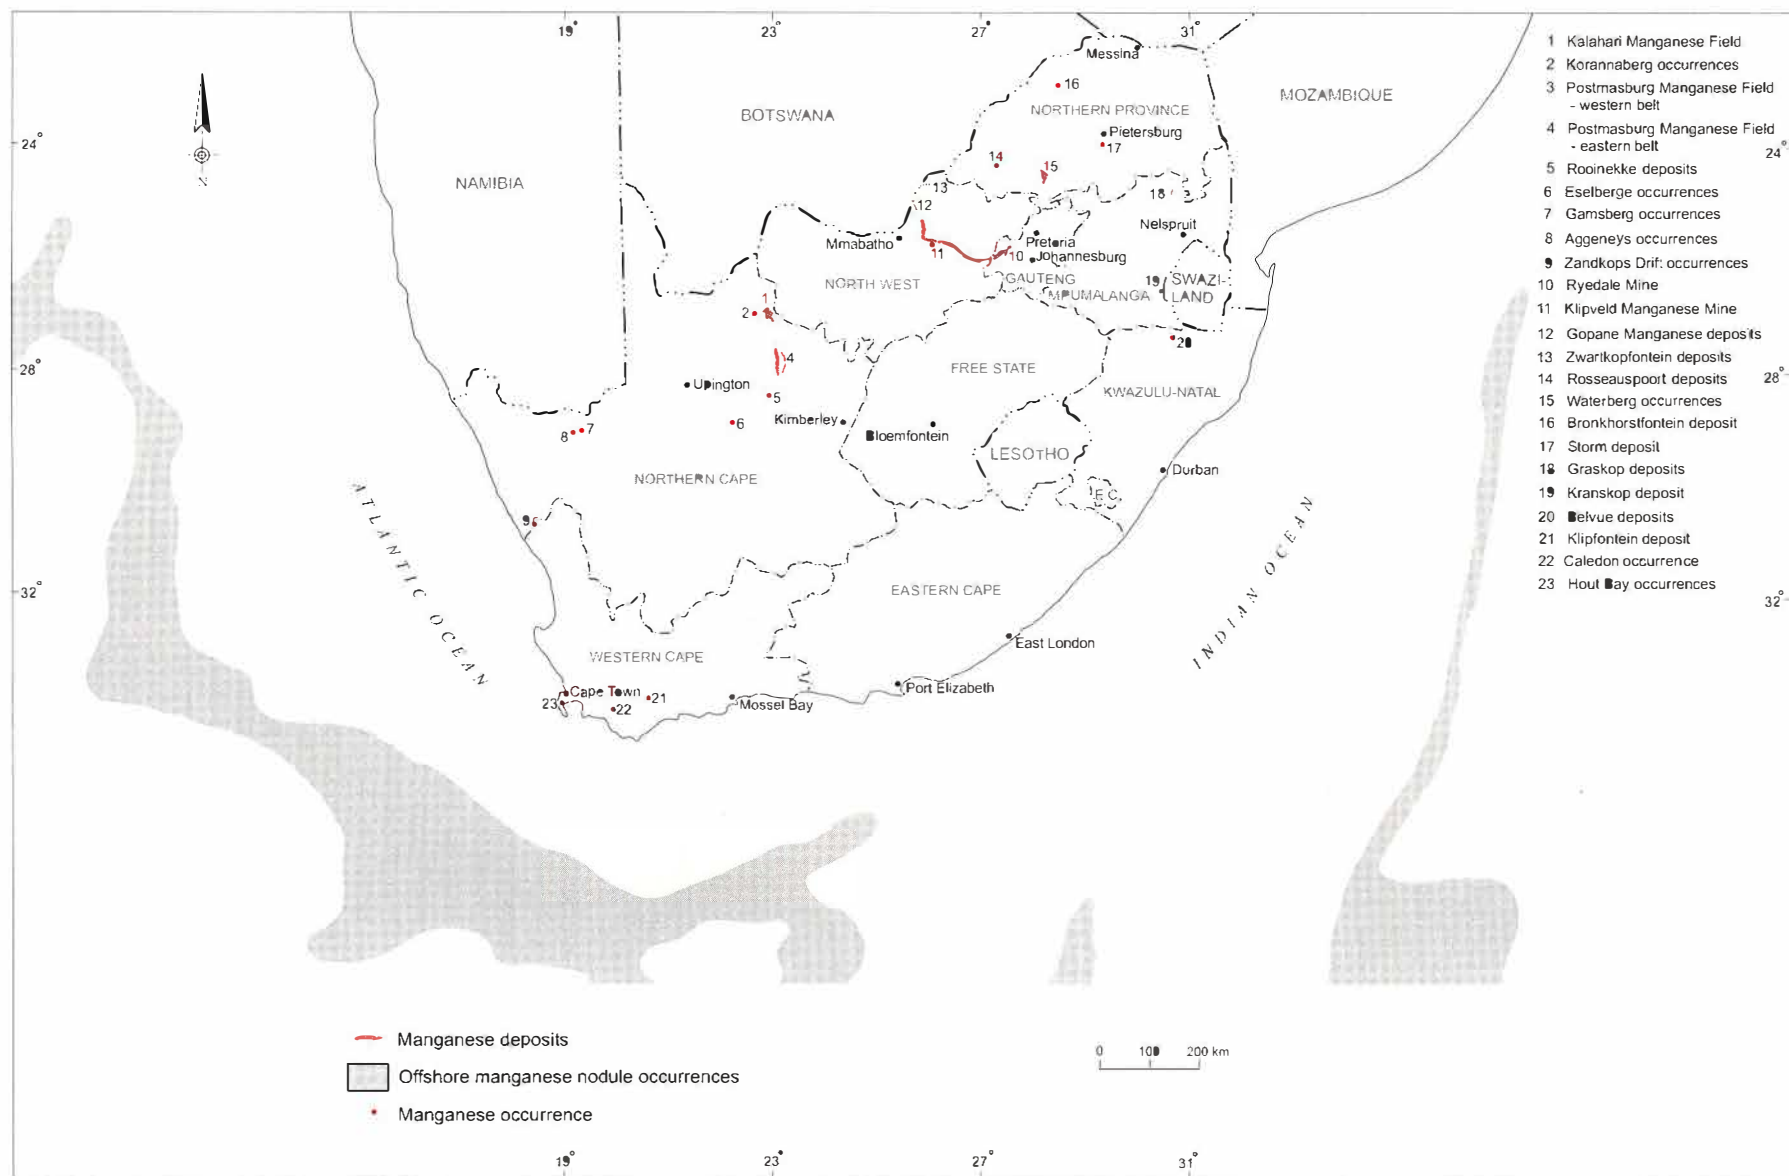 19°
23°
27°
31°
Messina
16
NORTHERN PROVINCE
MOZAMBIQUE
BOTSWANA
Pietersburg
17
24°
24°
14
15
NAMIBIA
13
18
12
Nelspruit
Mmabatho
11
10
Pretoria
Johannesburg
GAUTENG
SWAZI-
LAND
19
NORTH WEST
MPUMALANGA
1
2
4
20
FREE STATE
28°
28°
Upington
KWAZULU-NATAL
5
6
Kimberley
Bloemfontein
8
7
LESOTHO
NORTHERN CAPE
Durban
E C
9
ATLANTIC OCEAN
INDIAN OCEAN
32°
32°
EASTERN CAPE
East London
WESTERN CAPE
Cape Town
23
22
21
Mossel Bay
Port Elizabeth
1 Kalahari Manganese Field
2 Korannaberg occurrences
3 Postmasburg Manganese Field
- western belt
4 Postmasburg Manganese Field
- eastern belt
5 Rooinekke deposits
6 Eselberge occurrences
7 Gamsberg occurrences
8 Aggeneys occurrences
9 Zandkops Drift occurrences
10 Ryedale Mine
11 Klipveld Manganese Mine
12 Gopane Manganese deposits
13 Zwartkopfontein deposits
14 Rosseauspoort deposits
15 Waterberg occurrences
16 Bronkhorstfontein deposit
17 Storm deposit
18 Graskop deposits
19 Kranskop deposit
20 Belvue deposits
21 Klipfontein deposit
22 Caledon occurrence
23 Hout Bay occurrences
N
Manganese deposits
Offshore manganese nodule occurrences
Manganese occurrence
0 100 200 km
19°
23°
27°
31°